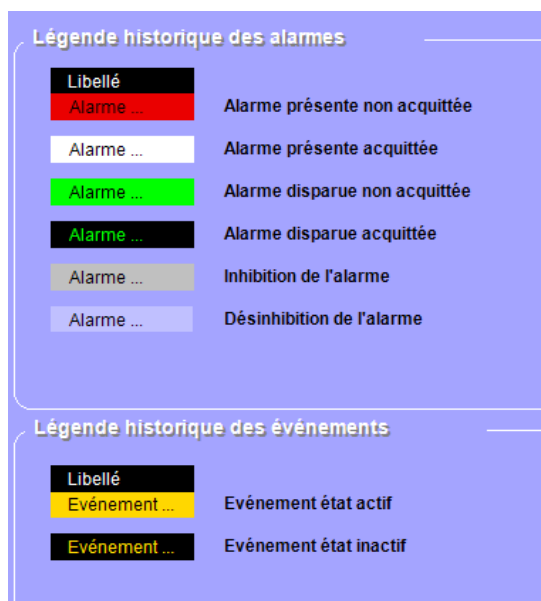 Légende historique des alarmes
Libellé
Alarme ... Alarme présente non acquittée
Alarme ... Alarme présente acquittée
Alarme ... Alarme disparue non acquittée
Alarme ... Alarme disparue acquittée
Alarme ... Inhibition de l'alarme
Alarme ... Désinhibition de l'alarme
Légende historique des événements
Libellé
Evénement ... Evénement état actif
Evénement ... Evénement état inactif